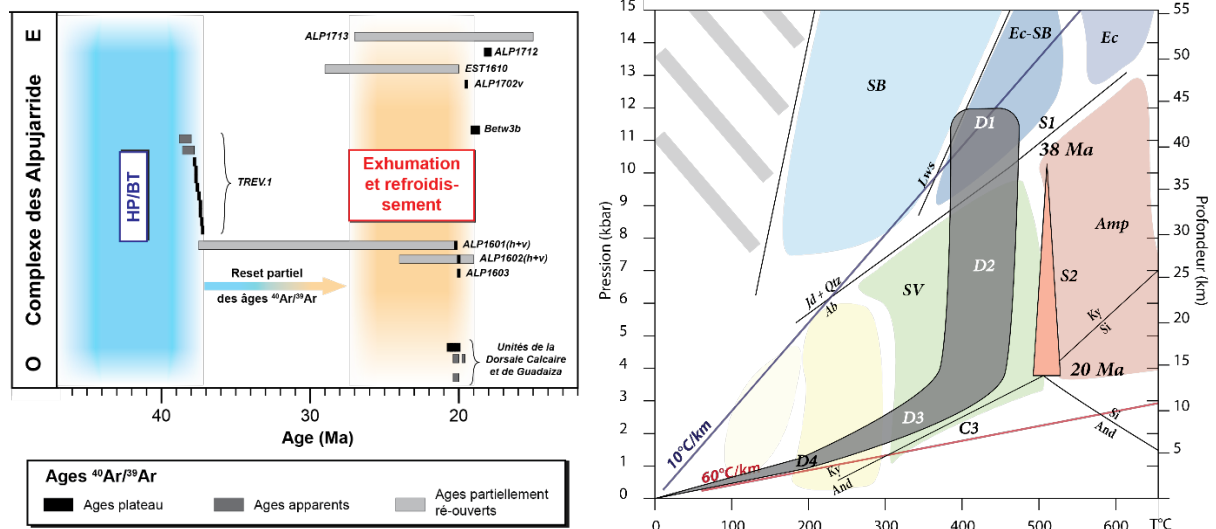 Complexe des Alpujarride
E
O
HP/BT
ALP1713
ALP1712
EST1610
ALP1702v
Betw3b
Exhumation
et refroidis-
sement
TREV.1
ALP1601(h+v)
ALP1602(h+v)
ALP1603
Reset partiel
des âges ⁴⁰Ar/³⁹Ar
Unités de la
Dorsale Calcaire
et de Guadaiza
40 30 20
Age (Ma)
Ages ⁴⁰Ar/³⁹Ar
Ages plateau
Ages apparents
Ages partiellement
ré-ouverts
Pression (kbar)
15
14
13
12
11
10
9
8
7
6
5
4
3
2
1
0
Profondeur (km)
55
50
45
40
35
30
25
20
15
10
5
0 100 200 300 400 500 600 T°C
SB
Ec-SB
Ec
D1
S1
38 Ma
Lws
Amp
D2
S2
SV
Jd + Qtz
Ab
Ky
Si
20 Ma
D3
C3
Si
And
D4
Ky
And
10°C/km
60°C/km